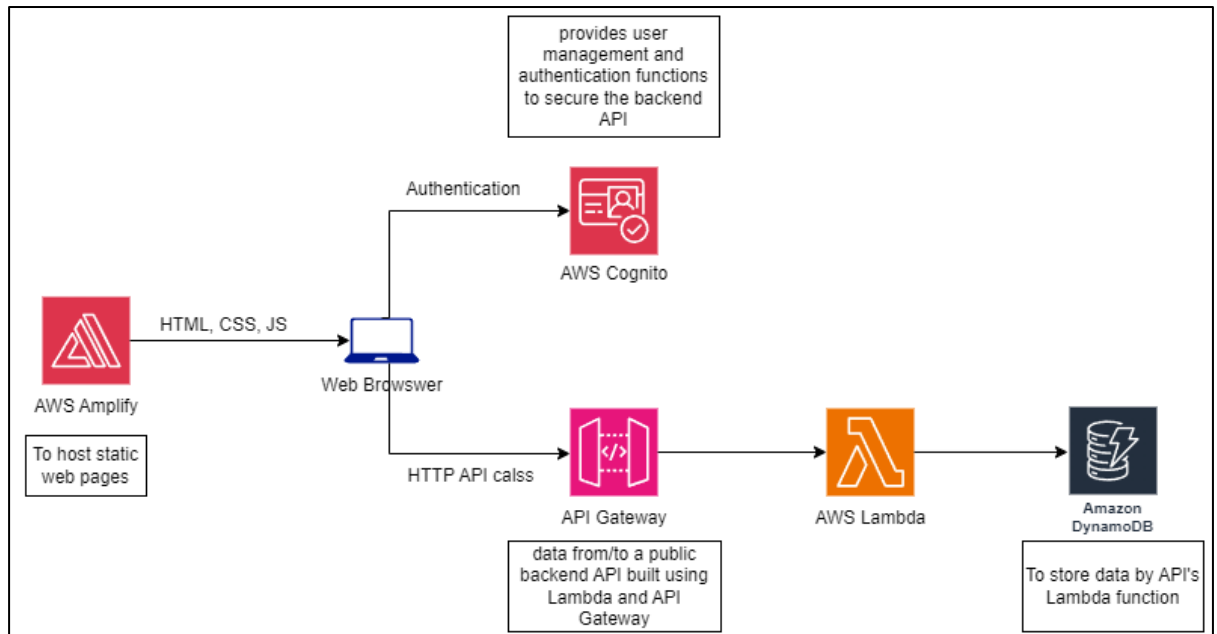 provides user
management and
authentication functions
to secure the backend
API
Authentication
AWS Cognito
HTML, CSS, JS
Web Browswer
AWS Amplify
To host static
web pages
HTTP API calss
API Gateway
AWS Lambda
Amazon
DynamoDB
data from/to a public
backend API built using
Lambda and API
Gateway
To store data by API's
Lambda function